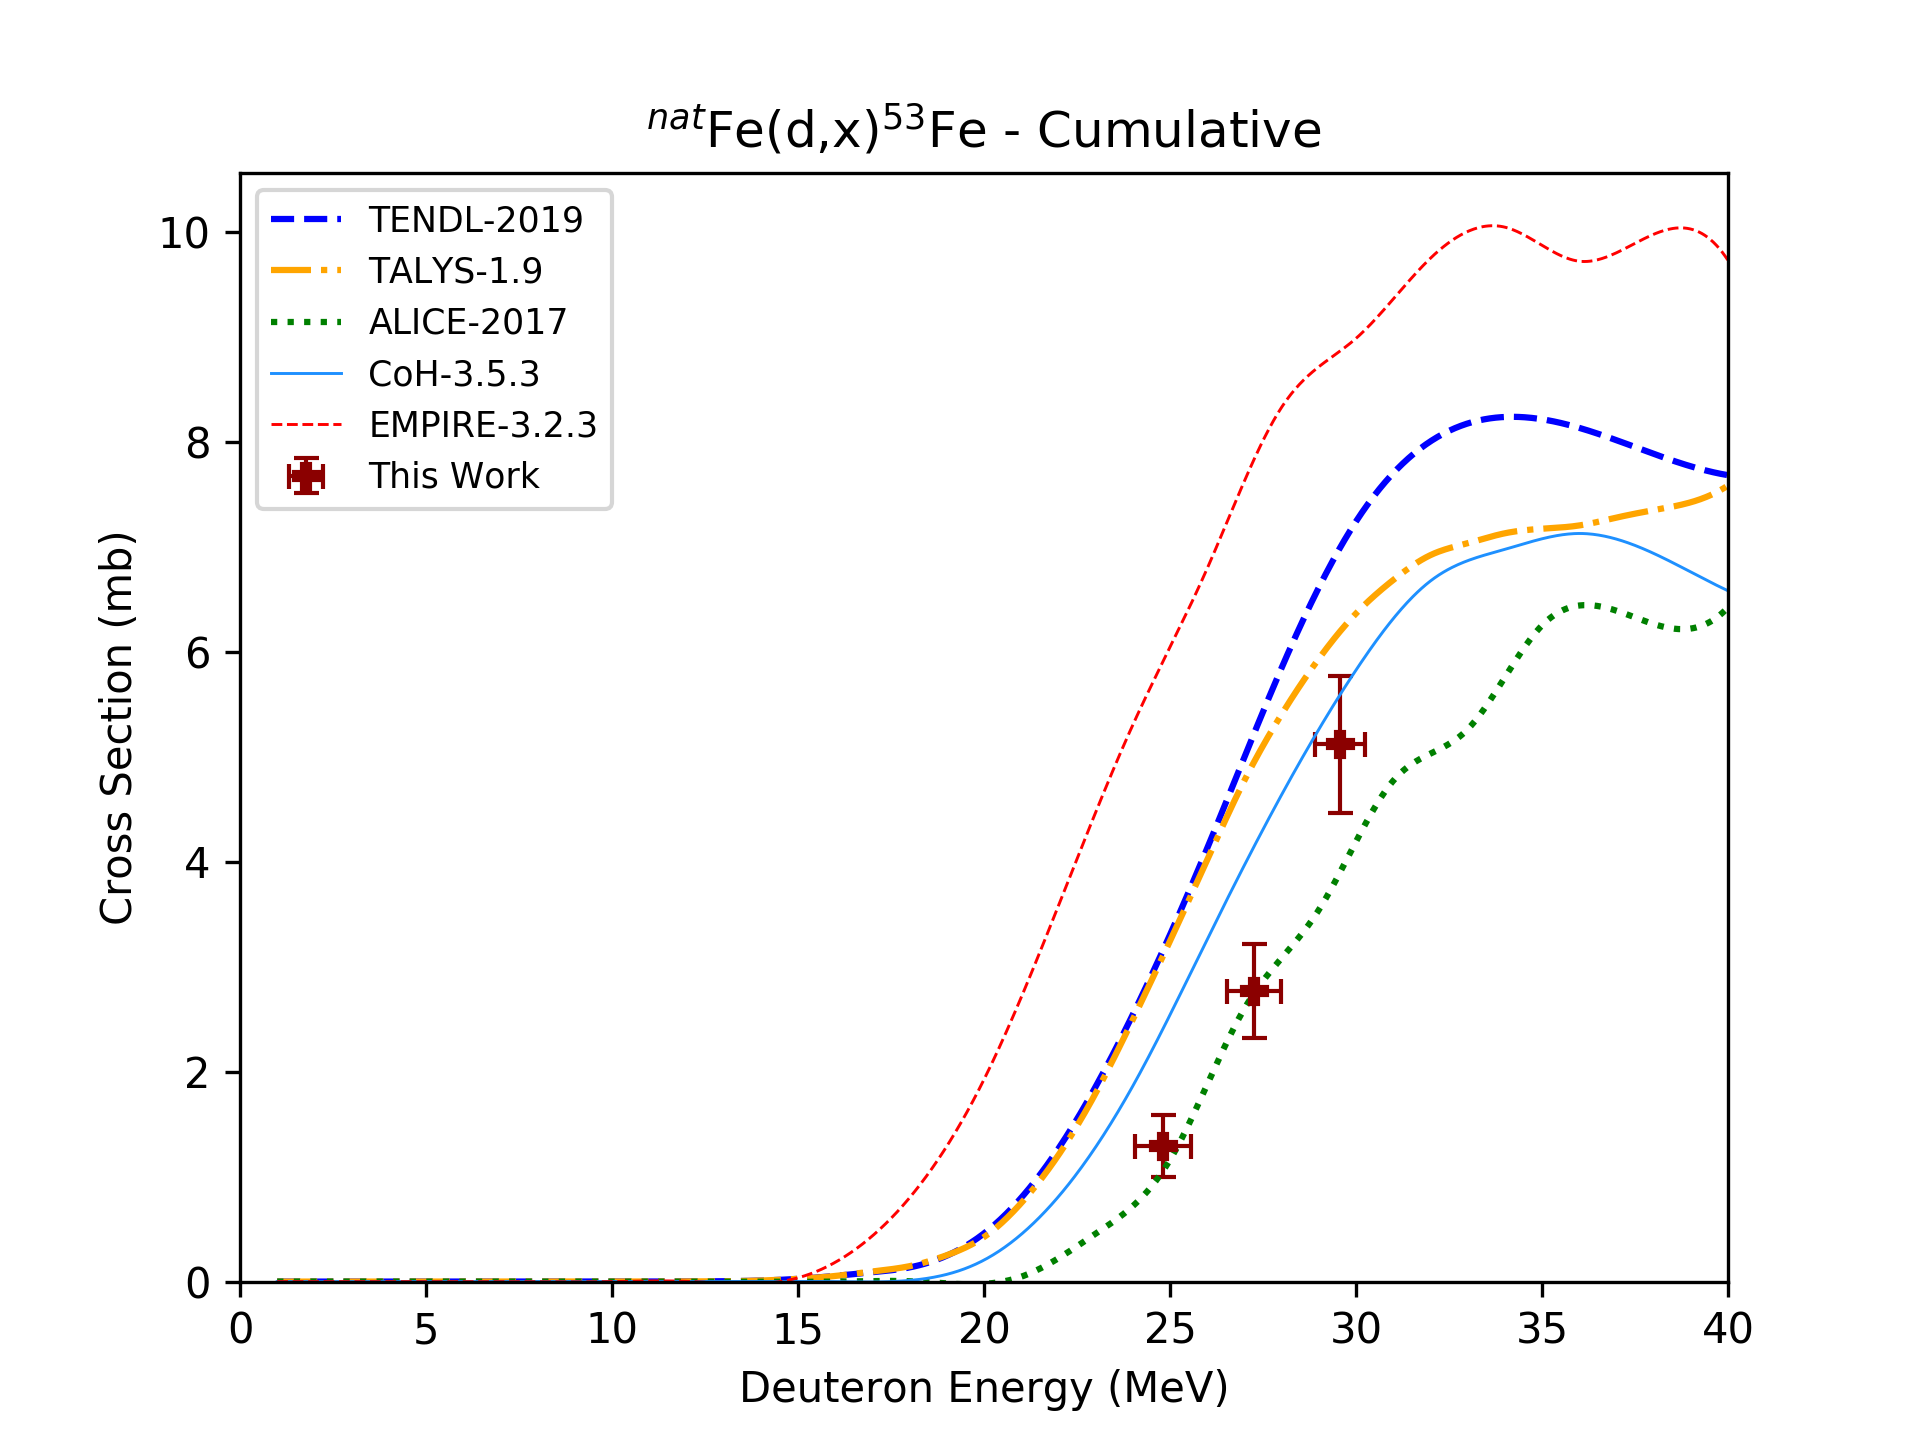 natFe(d,x)53Fe - Cumulative
TENDL-2019
TALYS-1.9
ALICE-2017
CoH-3.5.3
EMPIRE-3.2.3
This Work
Cross Section (mb)
10
8
6
4
2
0
0 5 10 15 20 25 30 35 40
Deuteron Energy (MeV)